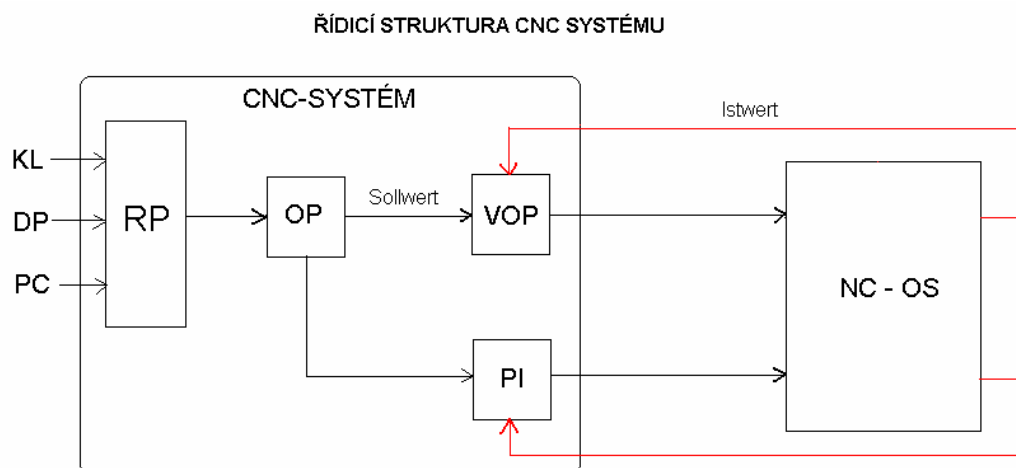 ŘÍDICÍ STRUKTURA CNC SYSTÉMU
CNC-SYSTÉM
Istwert
KL
DP
PC
RP
OP
Sollwert
VOP
NC - OS
PI